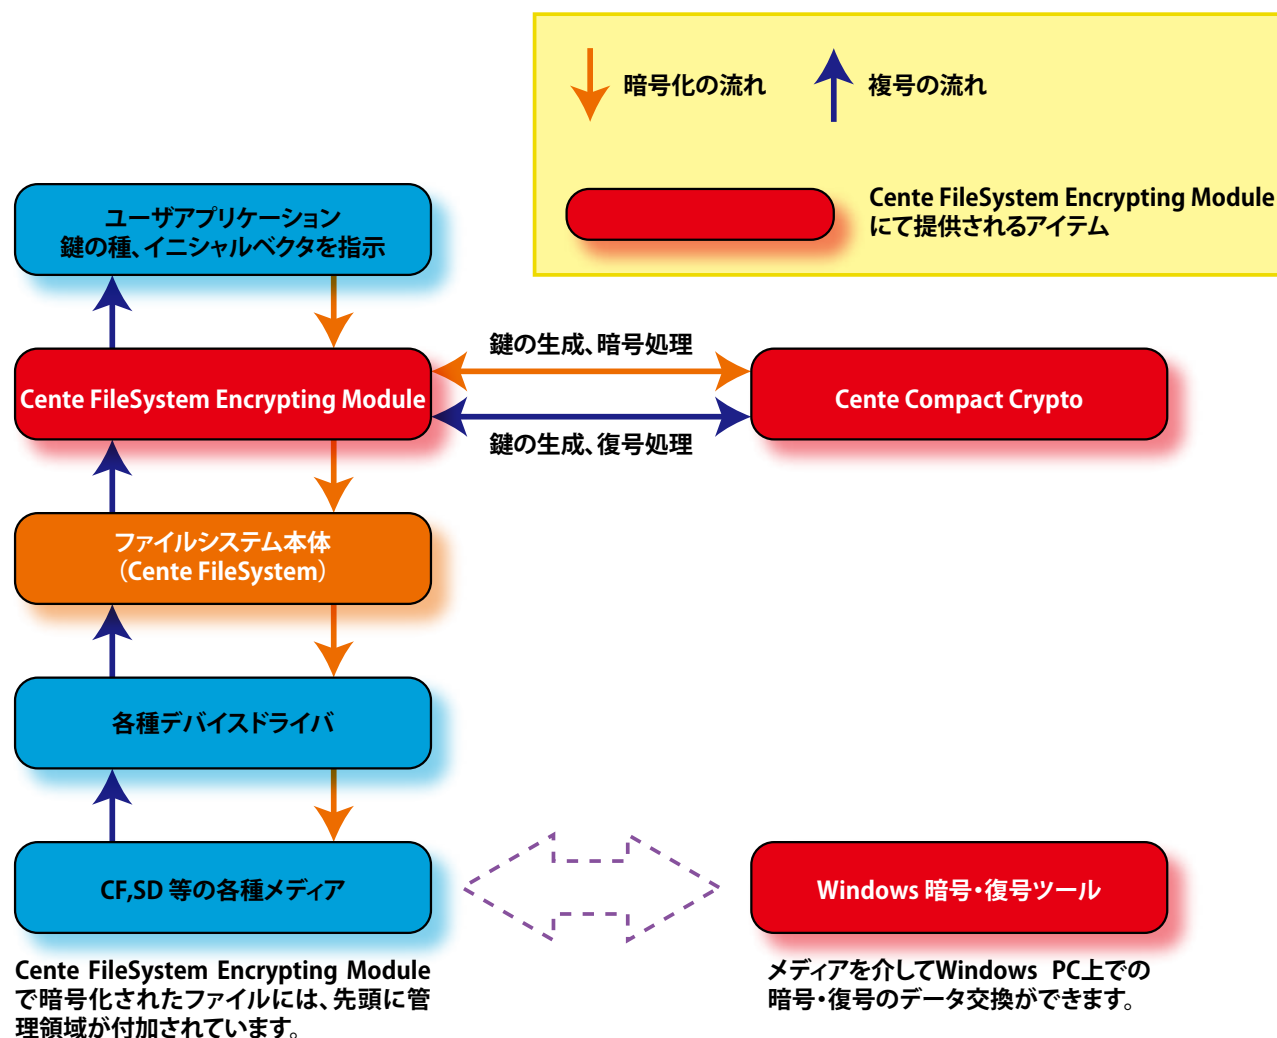 暗号化の流れ
複号の流れ
Cente FileSystem Encrypting Module
にて提供されるアイテム
ユーザアプリケーション
鍵の種、イニシャルベクタを指示
鍵の生成、暗号処理
Cente FileSystem Encrypting Module
Cente Compact Crypto
鍵の生成、復号処理
ファイルシステム本体
（Cente FileSystem）
各種デバイスドライバ
CF,SD 等の各種メディア
Windows 暗号・復号ツール
Cente FileSystem Encrypting Module
で暗号化されたファイルには、先頭に管
理領域が付加されています。
メディアを介してWindows PC上での
暗号・復号のデータ交換ができます。